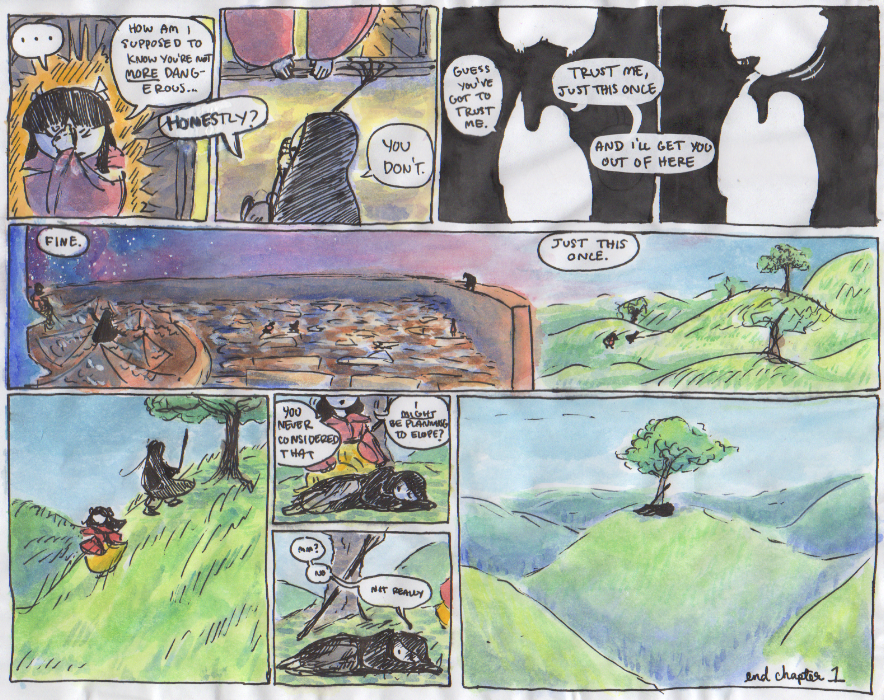 ...
HOW AM I
SUPPOSED TO
KNOW YOU'RE NOT
MORE DANG-
EROUS...
HONESTLY?
YOU
DON'T.
GUESS
YOU'VE
GOT TO
TRUST
ME.
TRUST ME,
JUST THIS ONCE
AND I'LL GET YOU
OUT OF HERE
FINE.
JUST THIS
ONCE.
YOU
NEVER
CONSIDERED
THAT
I
MIGHT
BE PLANNING
TO ELOPE?
MM?
NO
NOT REALLY
end chapter 1